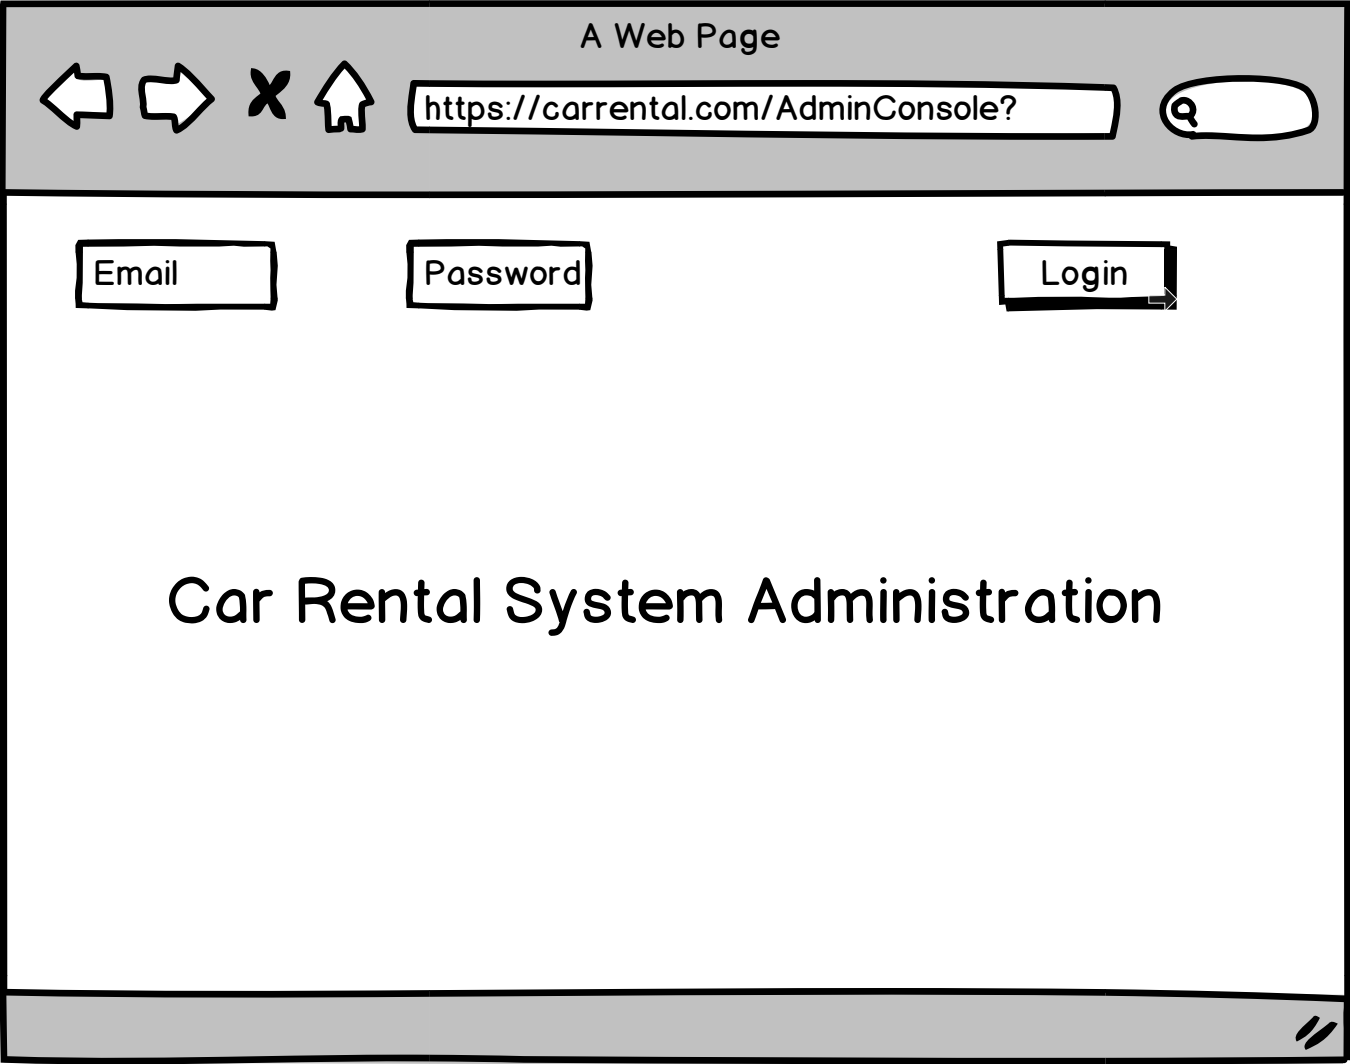 A Web Page
https://carrental.com/AdminConsole?
Email
Password
Login
Car Rental System Administration